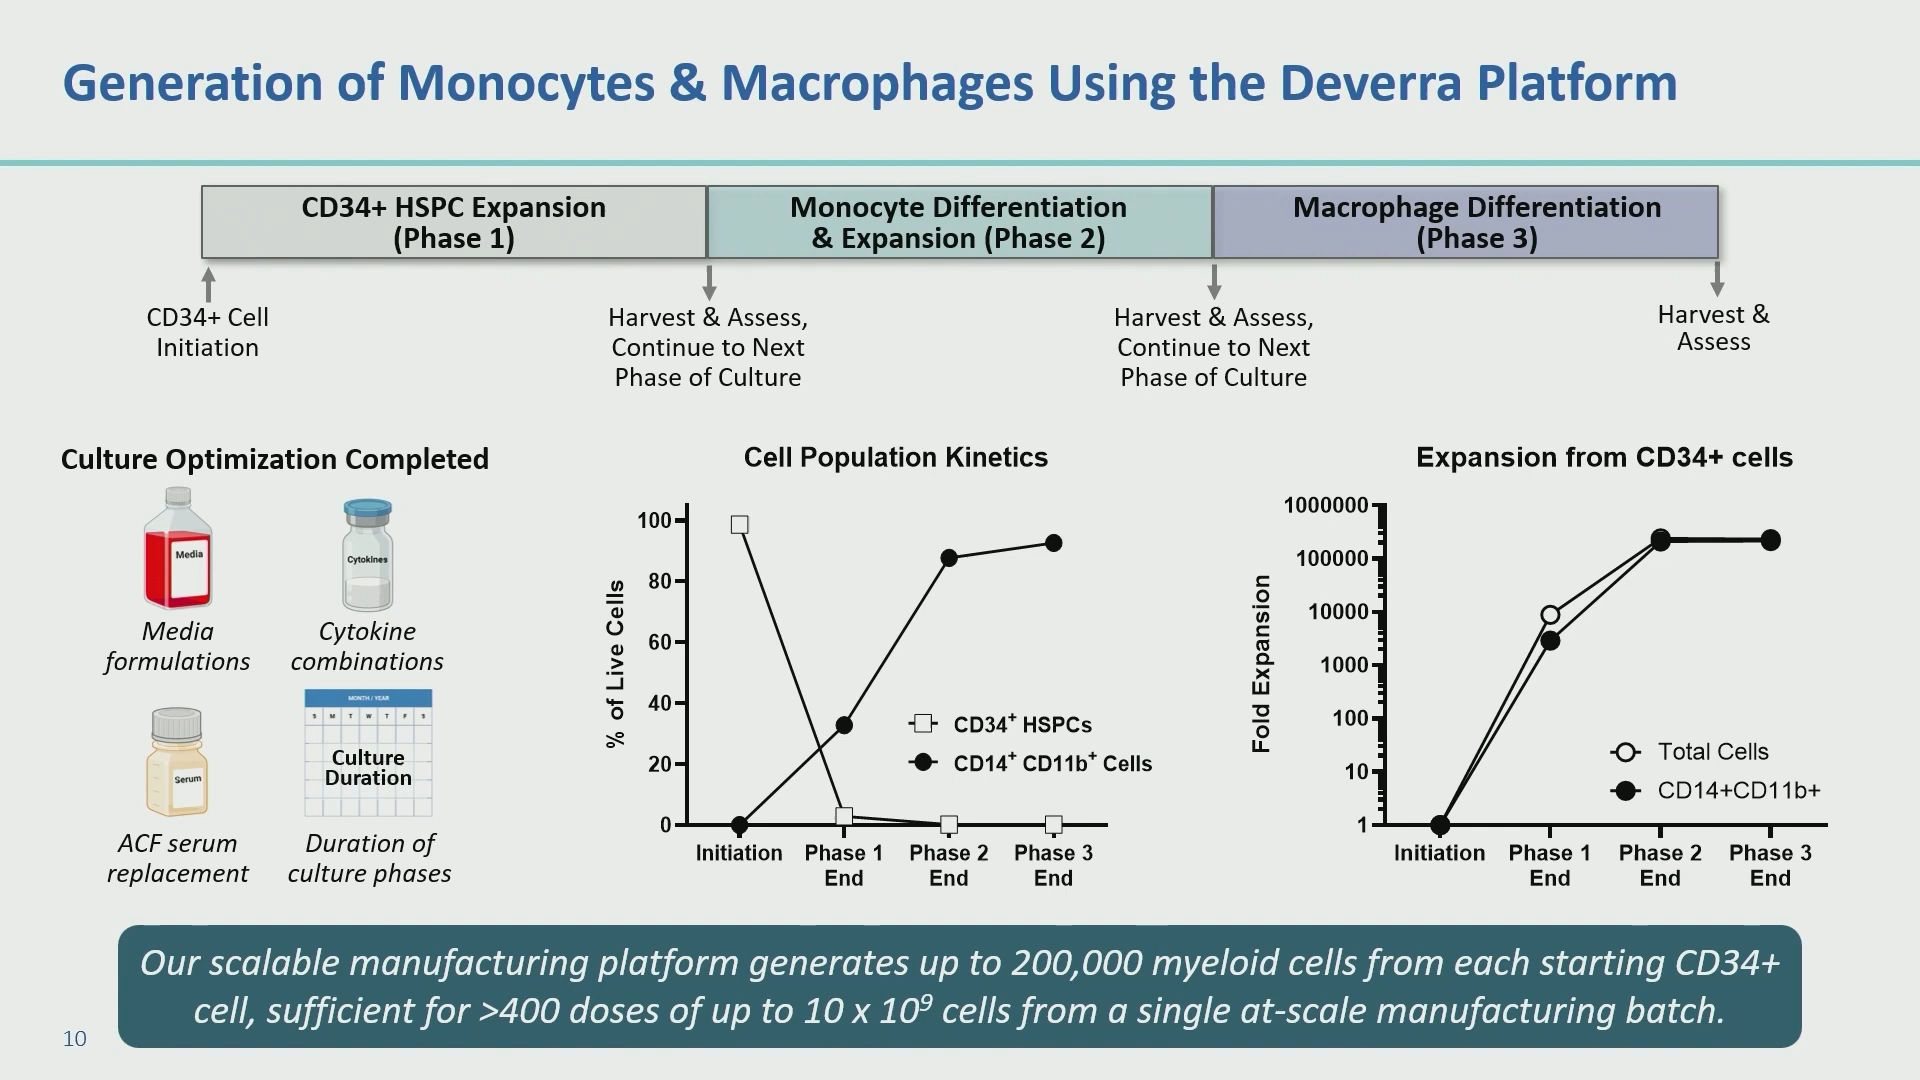 Generation of Monocytes & Macrophages Using the Deverra Platform
CD34+ HSPC Expansion
(Phase 1)
Monocyte Differentiation
& Expansion (Phase 2)
Macrophage Differentiation
(Phase 3)
CD34+ Cell
Initiation
Harvest & Assess,
Continue to Next
Phase of Culture
Harvest & Assess,
Continue to Next
Phase of Culture
Harvest &
Assess
Culture Optimization Completed
Media
Media
formulations
Cytokines
Cytokine
combinations
Serum
ACF serum
replacement
MONTH / YEAR
S M T W T F S
Culture
Duration
Duration of
culture phases
Cell Population Kinetics
% of Live Cells
100
80
60
40
20
0
CD34⁺ HSPCs
CD14⁺ CD11b⁺ Cells
Initiation
Phase 1
End
Phase 2
End
Phase 3
End
Expansion from CD34+ cells
Fold Expansion
1000000
100000
10000
1000
100
10
1
Total Cells
CD14+CD11b+
Initiation
Phase 1
End
Phase 2
End
Phase 3
End
Our scalable manufacturing platform generates up to 200,000 myeloid cells from each starting CD34+
cell, sufficient for >400 doses of up to 10 x 10⁹ cells from a single at-scale manufacturing batch.
10